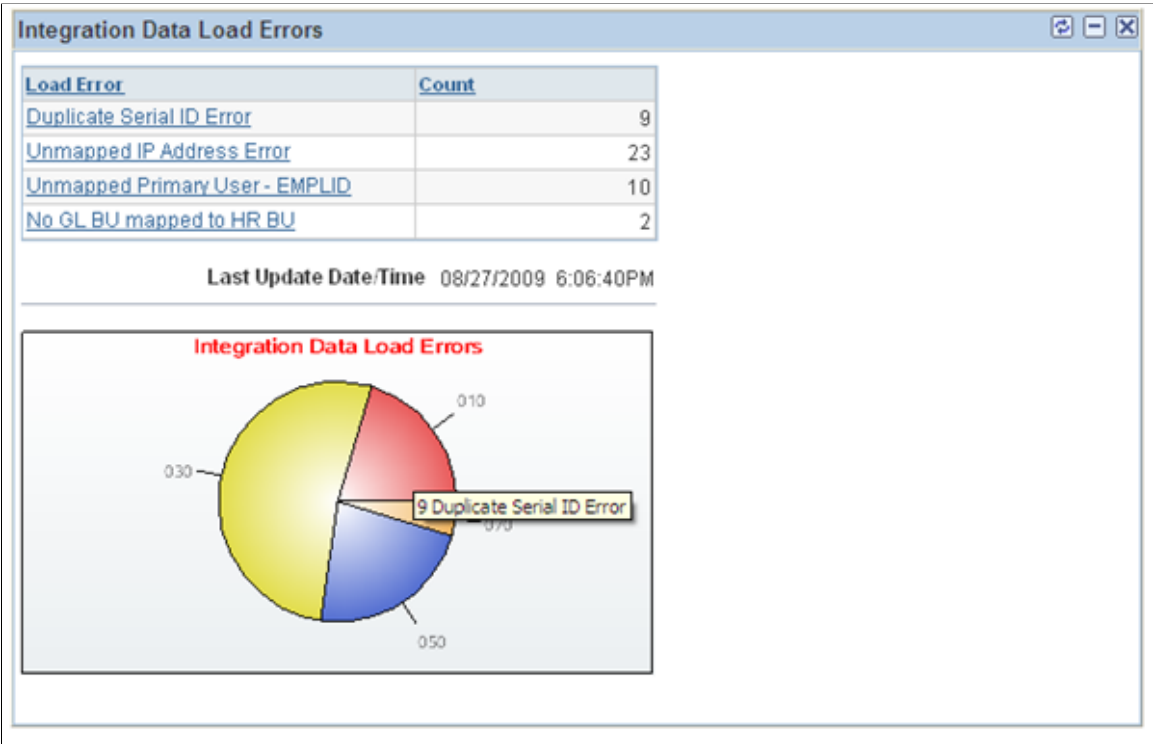 Integration Data Load Errors
Load Error Count
Duplicate Serial ID Error 9
Unmapped IP Address Error 23
Unmapped Primary User - EMPLID 10
No GL BU mapped to HR BU 2
Last Update Date/Time 08/27/2009 6:06:40PM
Integration Data Load Errors
010
030
9 Duplicate Serial ID Error
070
050